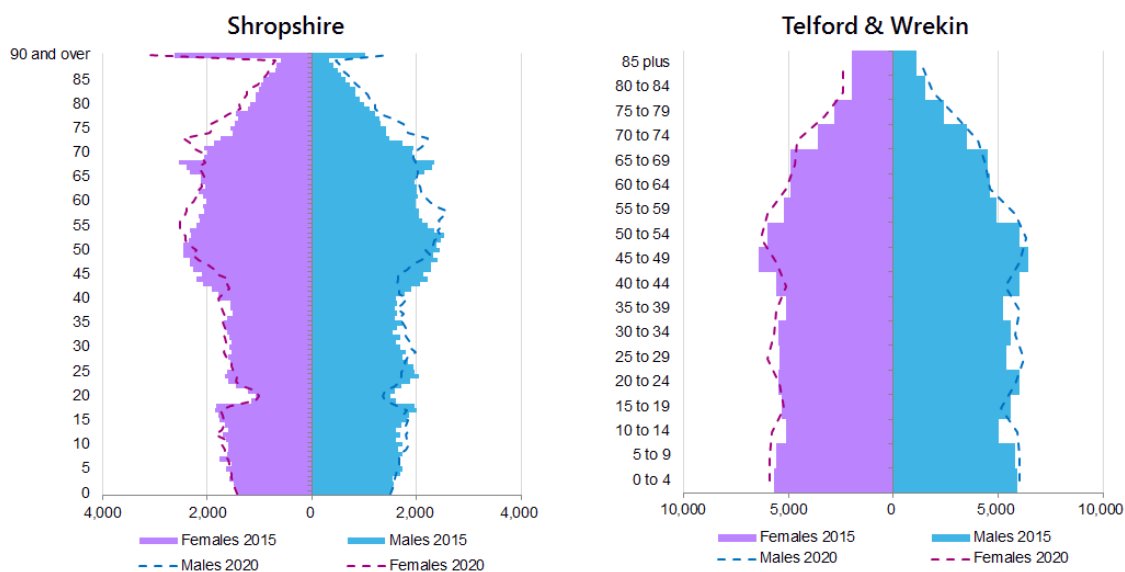 Shropshire
90 and over
85
80
75
70
65
60
55
50
45
40
35
30
25
20
15
10
5
0
4,000 2,000 0 2,000 4,000
Females 2015 Males 2015
Males 2020 Females 2020
Telford & Wrekin
85 plus
80 to 84
75 to 79
70 to 74
65 to 69
60 to 64
55 to 59
50 to 54
45 to 49
40 to 44
35 to 39
30 to 34
25 to 29
20 to 24
15 to 19
10 to 14
5 to 9
0 to 4
10,000 5,000 0 5,000 10,000
Females 2015 Males 2015
Males 2020 Females 2020